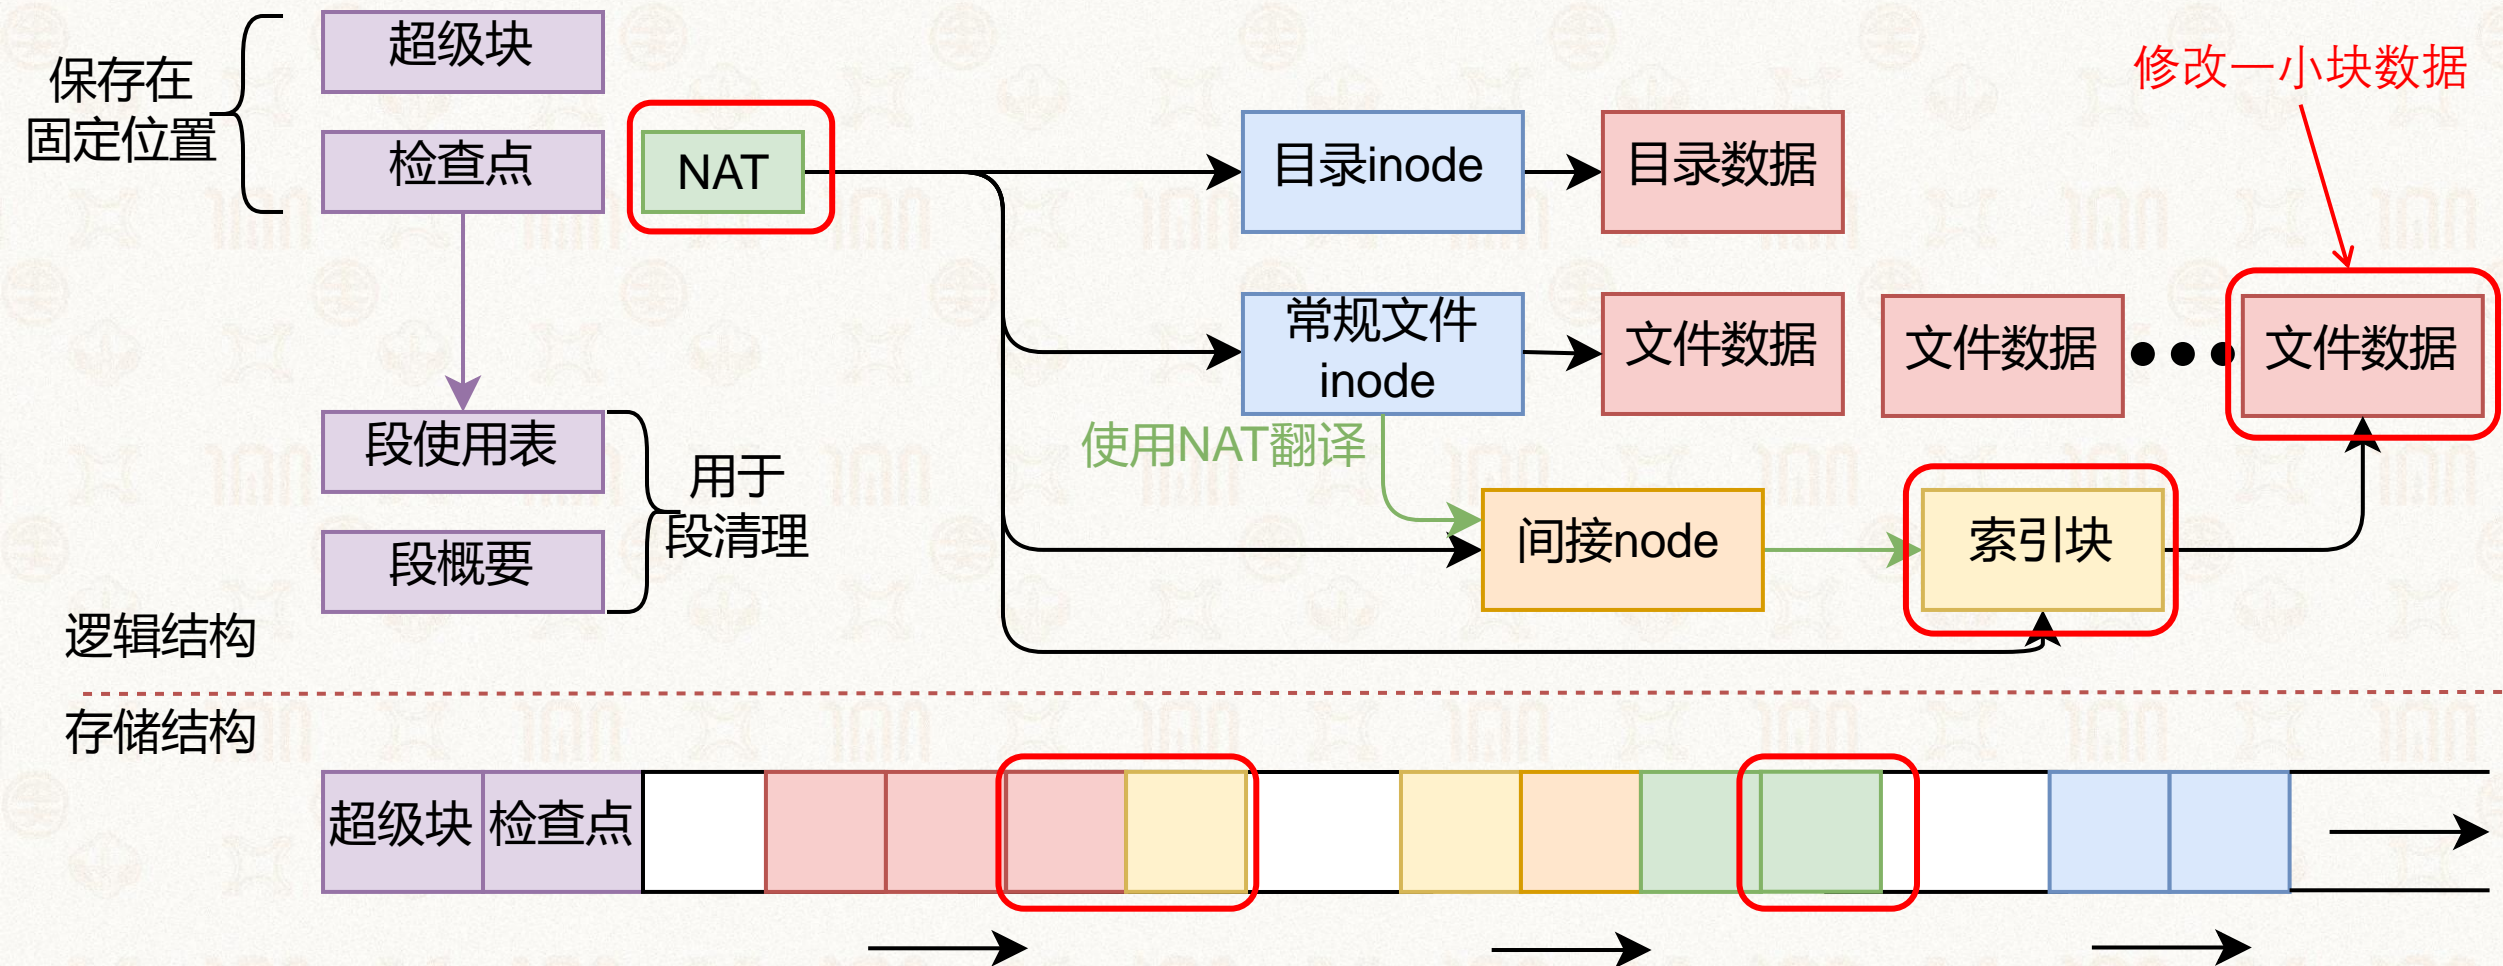 超级块
保存在
固定位置
检查点
NAT
目录inode
目录数据
修改一小块数据
常规文件
inode
文件数据
文件数据
文件数据
使用NAT翻译
段使用表
用于
段清理
段概要
间接node
索引块
逻辑结构
存储结构
超级块
检查点